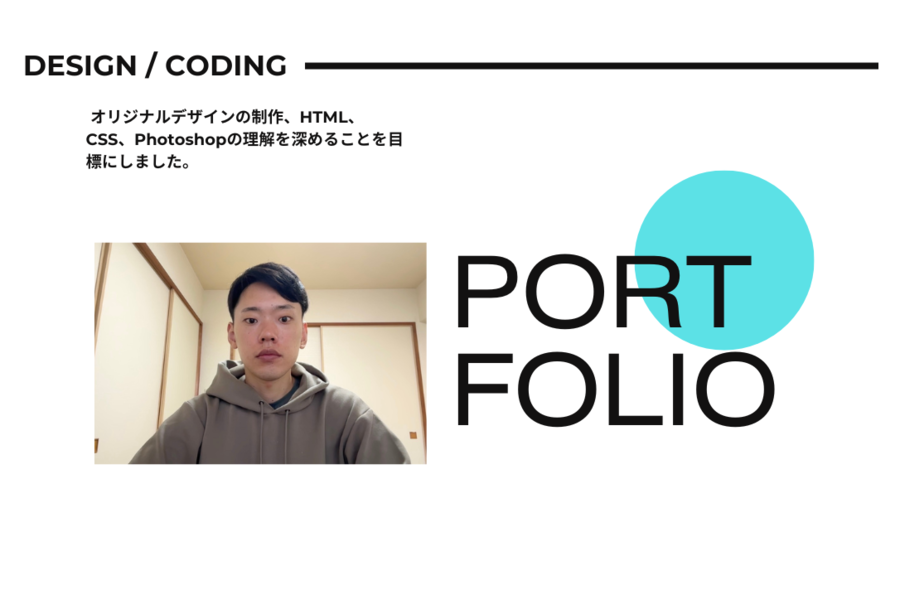 DESIGN / CODING
オリジナルデザインの制作、HTML、
CSS、Photoshopの理解を深めることを目
標にしました。
PORT
FOLIO